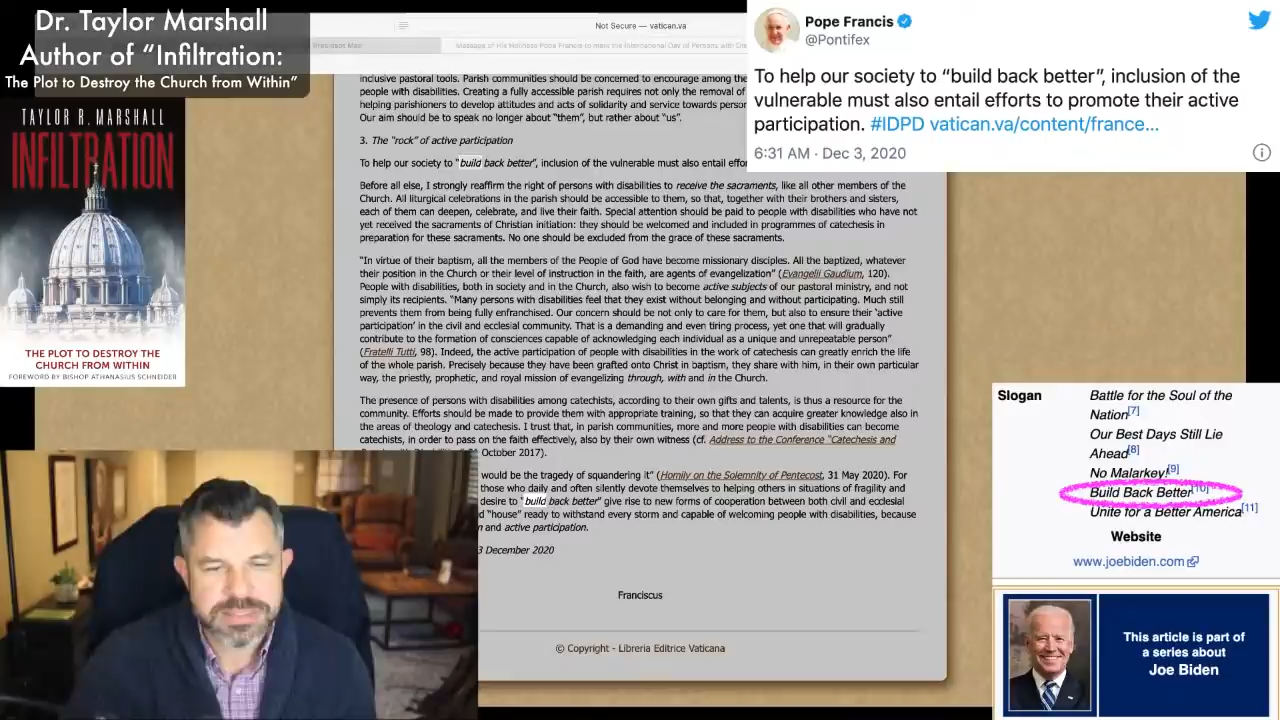 Dr. Taylor Marshall
Author of “Infiltration:
The Plot to Destroy the Church from Within”
TAYLOR R. MARSHALL
INFILTRATION
THE PLOT TO DESTROY THE
CHURCH FROM WITHIN
FOREWORD BY BISHOP ATHANASIUS SCHNEIDER
Not Secure — vatican.va
Message of His Holiness Pope Francis to mark the International Day of Persons with
inclusive pastoral tools. Parish communities should be concerned to encourage among the
people with disabilities. Creating a fully accessible parish requires not only the removal of
helping parishioners to develop attitudes and acts of solidarity and service towards
Our aim should be to speak no longer about “them”, but rather about “us”.
3. The “rock” of active participation
To help our society to “build back better”, inclusion of the vulnerable must also entail
Before all else, I strongly reaffirm the right of persons with disabilities to receive the sacraments, like all other members of the
Church. All liturgical celebrations in the parish should be accessible to them, so that, together with their brothers and sisters,
each of them can deepen, celebrate, and live their faith. Special attention should be paid to people with disabilities who have not
yet received the sacraments of Christian initiation: they should be welcomed and included in programmes of catechesis in
preparation for these sacraments. No one should be excluded from the grace of these sacraments.
“In virtue of their baptism, all the members of the People of God have become missionary disciples. All the baptized, whatever
their position in the Church or their level of instruction in the faith, are agents of evangelization” (Evangelii Gaudium, 120).
People with disabilities, both in society and in the Church, also wish to become active subjects of our pastoral ministry, and not
simply its recipients. “Many persons with disabilities feel that they exist without belonging and without participating. Much still
prevents them from being fully enfranchised. Our concern should be not only to care for them, but also to ensure their ‘active
participation’ in the civil and ecclesial community. That is a demanding and even tiring process, yet one that will gradually
contribute to the formation of consciences capable of acknowledging each individual as a unique and unrepeatable person”
(Fratelli Tutti, 98). Indeed, the active participation of people with disabilities in the work of catechesis can greatly enrich the life
of the whole parish. Precisely because they have been grafted onto Christ in baptism, they share with him, in their own particular
way, the priestly, prophetic, and royal mission of evangelizing through, with and in the Church.
The presence of persons with disabilities among catechists, according to their own gifts and talents, is thus a resource for the
community. Efforts should be made to provide them with appropriate training, so that they can acquire greater knowledge also in
the areas of theology and catechesis. I trust that, in parish communities, more and more people with disabilities can become
catechists, in order to pass on the faith effectively, also by their own witness (cf. Address to the Conference “Catechesis and
October 2017).
would be the tragedy of squandering it” (Homily on the Solemnity of Pentecost, 31 May 2020). For
those who daily and often silently devote themselves to helping others in situations of fragility and
desire to “build back better” give rise to new forms of cooperation between both civil and ecclesial
“house” ready to withstand every storm and capable of welcoming people with disabilities, because
and active participation.
3 December 2020
Franciscus
© Copyright - Libreria Editrice Vaticana
Pope Francis
@Pontifex
To help our society to “build back better”, inclusion of the
vulnerable must also entail efforts to promote their active
participation. #IDPD vatican.va/content/france...
6:31 AM · Dec 3, 2020
Slogan
Battle for the Soul of the
Nation[7]
Our Best Days Still Lie
Ahead[8]
No Malarkey![9]
Build Back Better[10]
Unite for a Better America[11]
Website
www.joebiden.com
This article is part of
a series about
Joe Biden